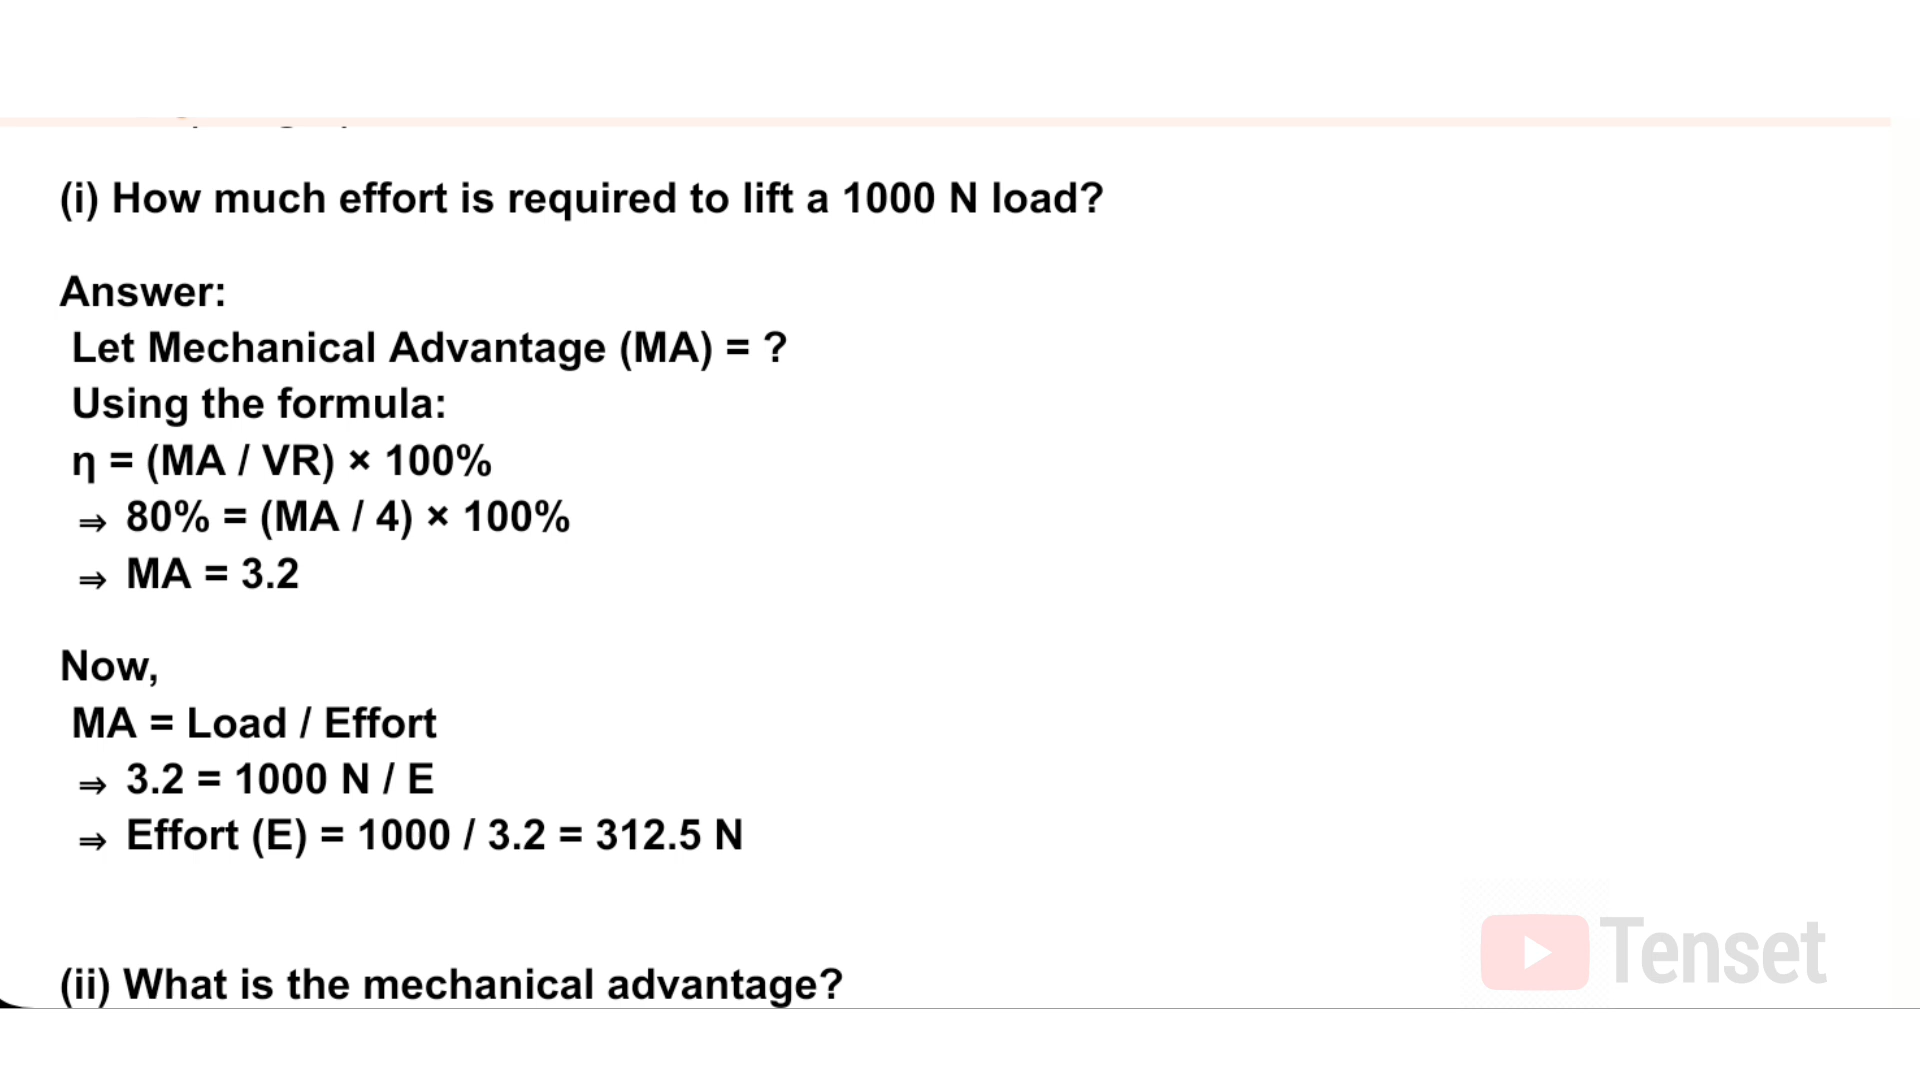 (i) How much effort is required to lift a 1000 N load?
Answer:
Let Mechanical Advantage (MA) = ?
Using the formula:
η = (MA / VR) × 100%
⇒ 80% = (MA / 4) × 100%
⇒ MA = 3.2
Now,
MA = Load / Effort
⇒ 3.2 = 1000 N / E
⇒ Effort (E) = 1000 / 3.2 = 312.5 N
(ii) What is the mechanical advantage?
Tenset